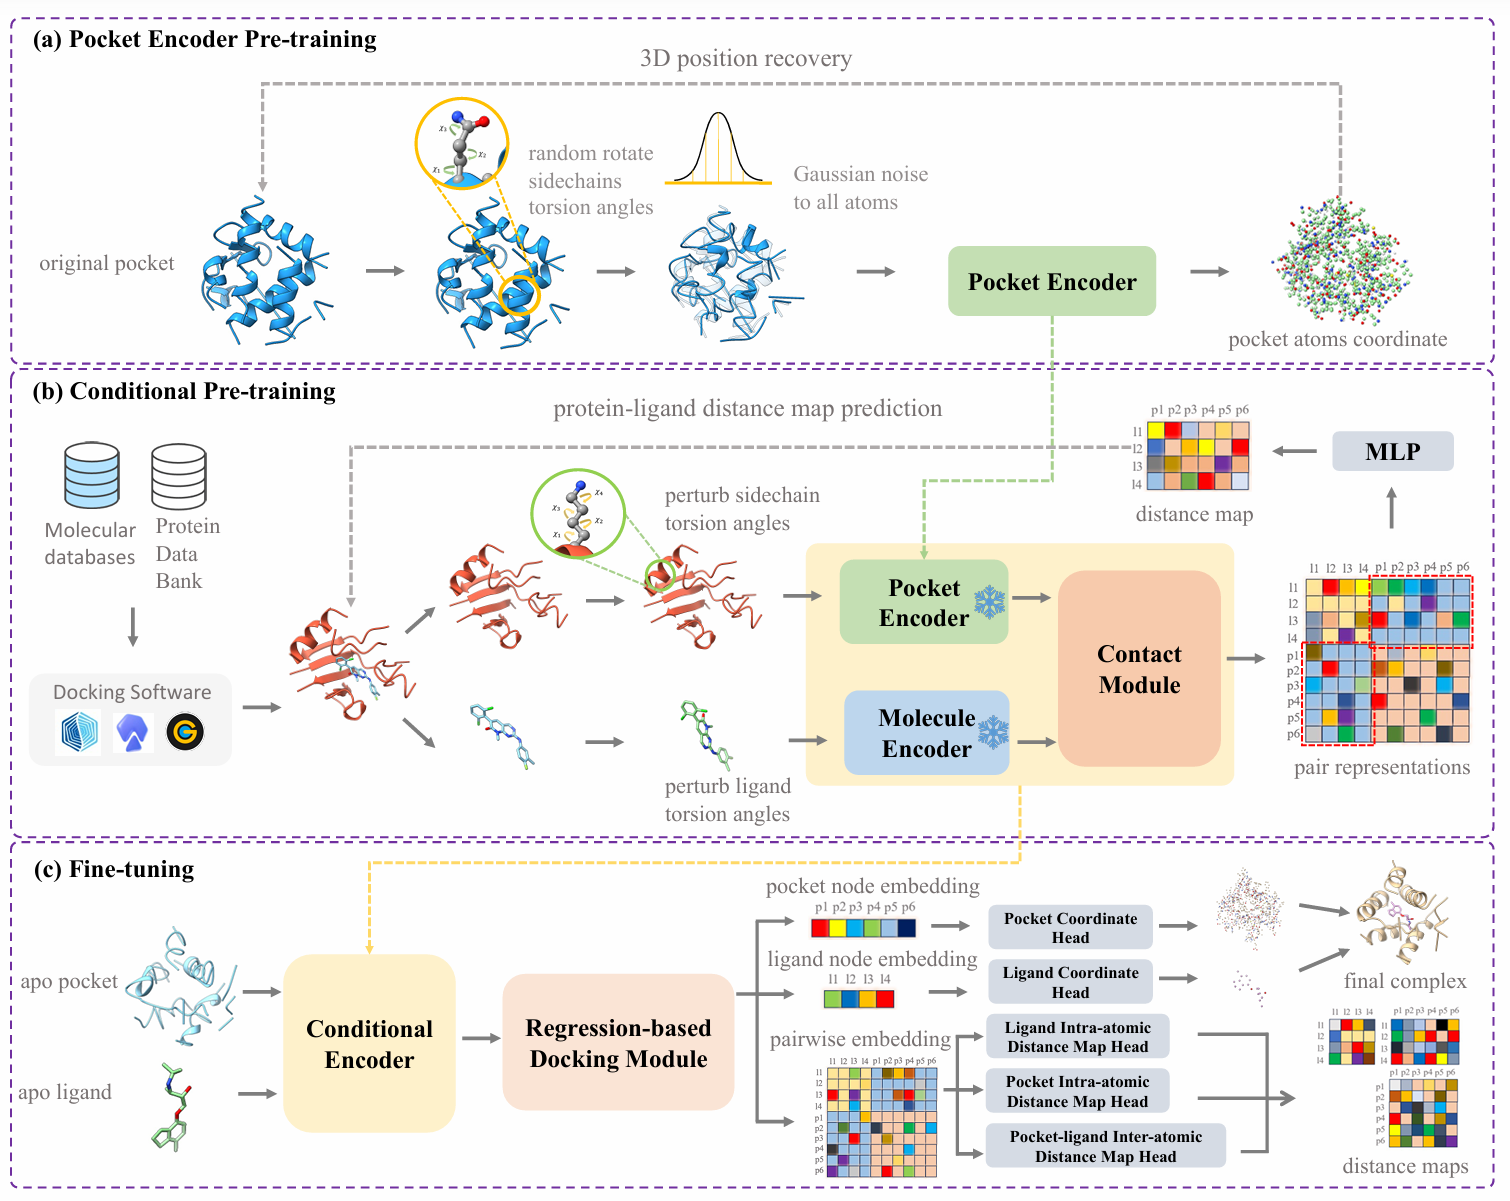 (a) Pocket Encoder Pre-training
3D position recovery
χ3
χ2
χ1
random rotate
sidechains
torsion angles
Gaussian noise
to all atoms
original pocket
Pocket Encoder
pocket atoms coordinate
(b) Conditional Pre-training
protein-ligand distance map prediction
p1 p2 p3 p4 p5 p6
l1
l2
l3
l4
distance map
MLP
Molecular
databases
Protein
Data
Bank
χ4
χ3
χ2
χ1
perturb sidechain
torsion angles
Docking Software
Pocket
Encoder
Molecule
Encoder
Contact
Module
perturb ligand
torsion angles
l1 l2 l3 l4 p1 p2 p3 p4 p5 p6
l1
l2
l3
l4
p1
p2
p3
p4
p5
p6
pair representations
(c) Fine-tuning
apo pocket
apo ligand
Conditional
Encoder
Regression-based
Docking Module
pocket node embedding
p1 p2 p3 p4 p5 p6
ligand node embedding
l1 l2 l3 l4
pairwise embedding
l1 l2 l3 l4 p1 p2 p3 p4 p5 p6
l1
l2
l3
l4
p1
p2
p3
p4
p5
p6
Pocket Coordinate
Head
Ligand Coordinate
Head
Ligand Intra-atomic
Distance Map Head
Pocket Intra-atomic
Distance Map Head
Pocket-ligand Inter-atomic
Distance Map Head
final complex
l1 l2 l3 l4
l1
l2
l3
l4
p1 p2 p3 p4 p5 p6
l1
l2
l3
l4
p1 p2 p3 p4 p5 p6
p1
p2
p3
p4
p5
p6
distance maps